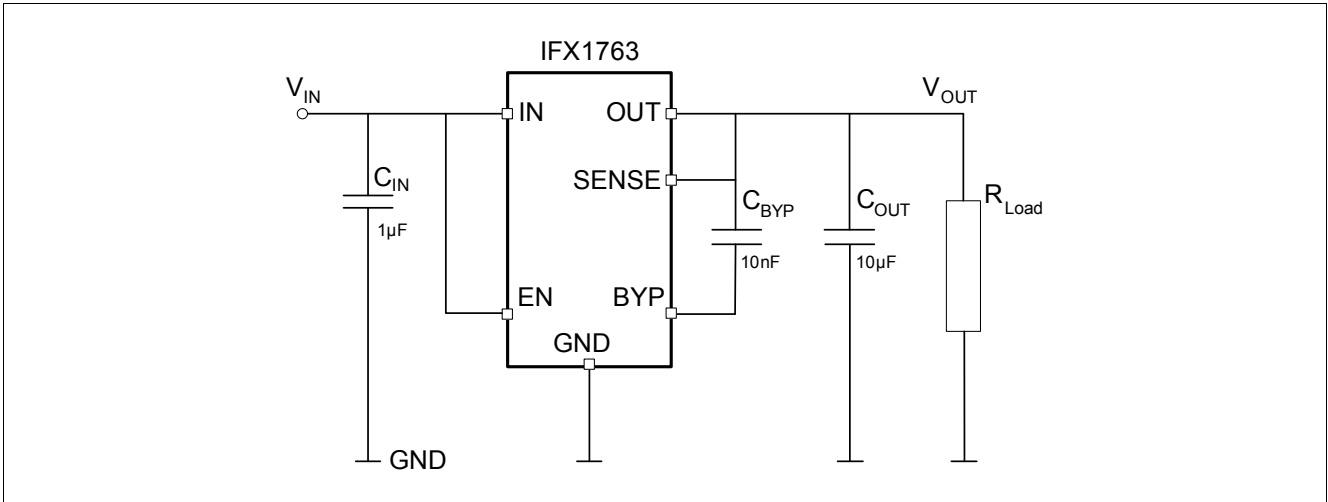 IFX1763
V_IN
IN
OUT
V_OUT
SENSE
C_IN
1µF
C_BYP
10nF
C_OUT
10µF
R_Load
EN
BYP
GND
GND